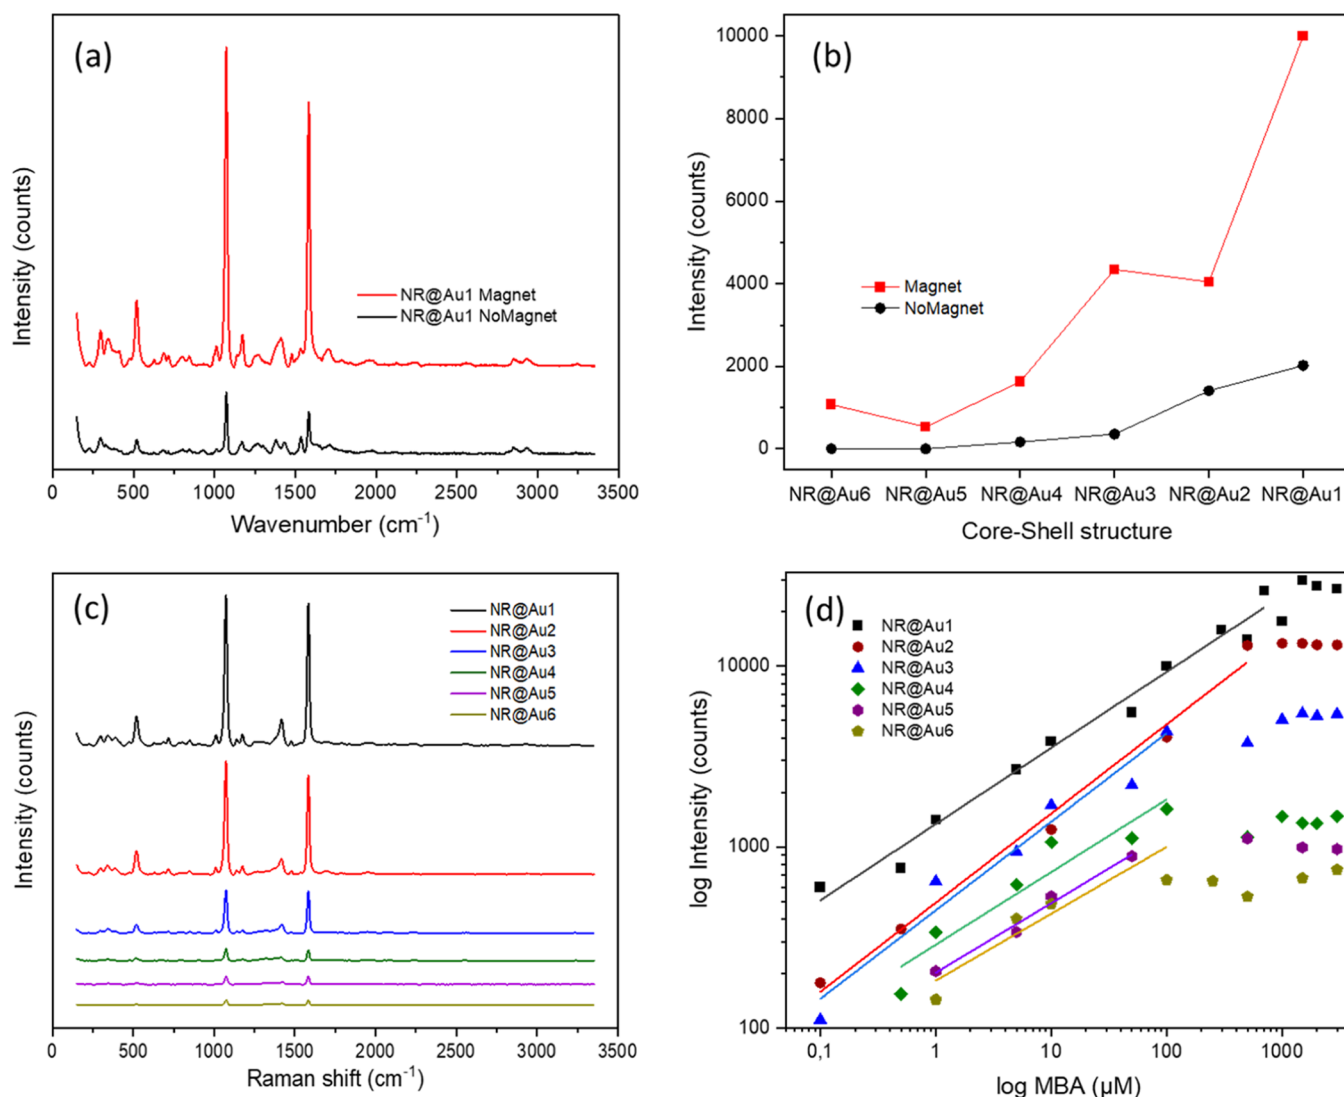 (a)
Intensity (counts)
NR@Au1 Magnet
NR@Au1 NoMagnet
0 500 1000 1500 2000 2500 3000 3500
Wavenumber (cm⁻¹)
(b)
Intensity (counts)
10000
8000
6000
4000
2000
0
Magnet
NoMagnet
NR@Au6 NR@Au5 NR@Au4 NR@Au3 NR@Au2 NR@Au1
Core-Shell structure
(c)
Intensity (counts)
NR@Au1
NR@Au2
NR@Au3
NR@Au4
NR@Au5
NR@Au6
0 500 1000 1500 2000 2500 3000 3500
Raman shift (cm⁻¹)
(d)
log Intensity (counts)
NR@Au1
NR@Au2
NR@Au3
NR@Au4
NR@Au5
NR@Au6
10000
1000
100
0,1 1 10 100 1000
log MBA (µM)